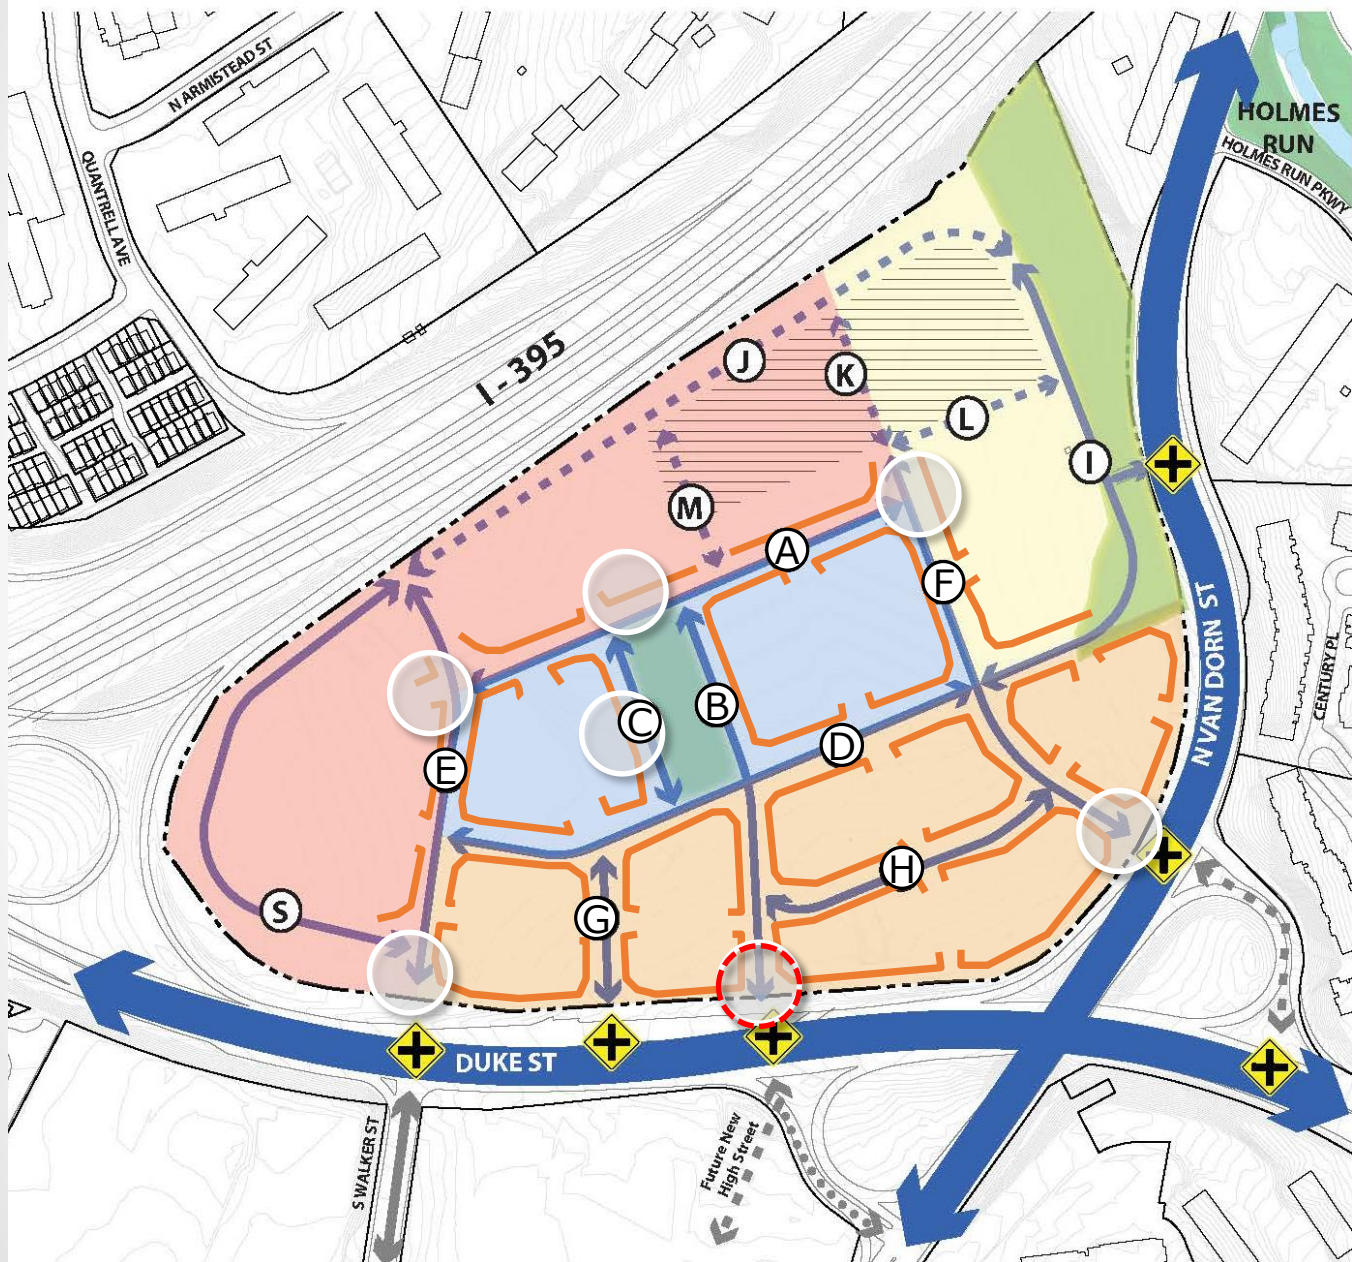 N ARMISTEAD ST
QUANTRELL AVE
HOLMES
RUN
HOLMES RUN PKWY
I - 395
J
K
L
I
M
A
F
C
B
D
E
H
G
S
N VAN DORN ST
CENTURY PL
DUKE ST
S WALKER ST
Future New
High Street